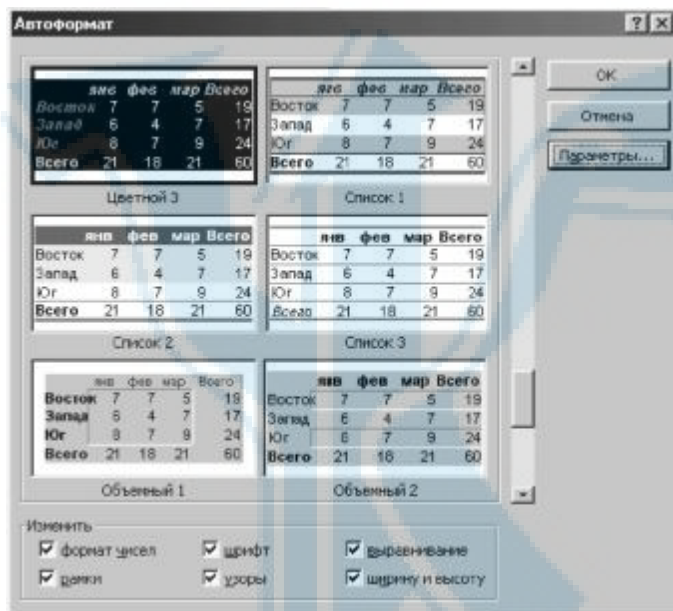 Автоформат
янв фев мар Всего
Восток 7 7 5 19
Запад 6 4 7 17
Юг 8 7 9 24
Всего 21 18 21 60
Цветной 3
янв фев мар Всего
Восток 7 7 5 19
Запад 6 4 7 17
Юг 8 7 9 24
Всего 21 18 21 60
Список 1
OK
Отмена
Параметры...
янв фев мар Всего
Восток 7 7 5 19
Запад 6 4 7 17
Юг 8 7 9 24
Всего 21 18 21 60
Список 2
янв фев мар Всего
Восток 7 7 5 19
Запад 6 4 7 17
Юг 8 7 9 24
Всего 21 18 21 60
Список 3
янв фев мар Всего
Восток 7 7 5 19
Запад 6 4 7 17
Юг 8 7 9 24
Всего 21 18 21 60
Объемный 1
янв фев мар Всего
Восток 7 7 5 19
Запад 6 4 7 17
Юг 8 7 9 24
Всего 21 18 21 60
Объемный 2
Изменить
формат чисел шрифт выравнивание
рамки узоры ширину и высоту